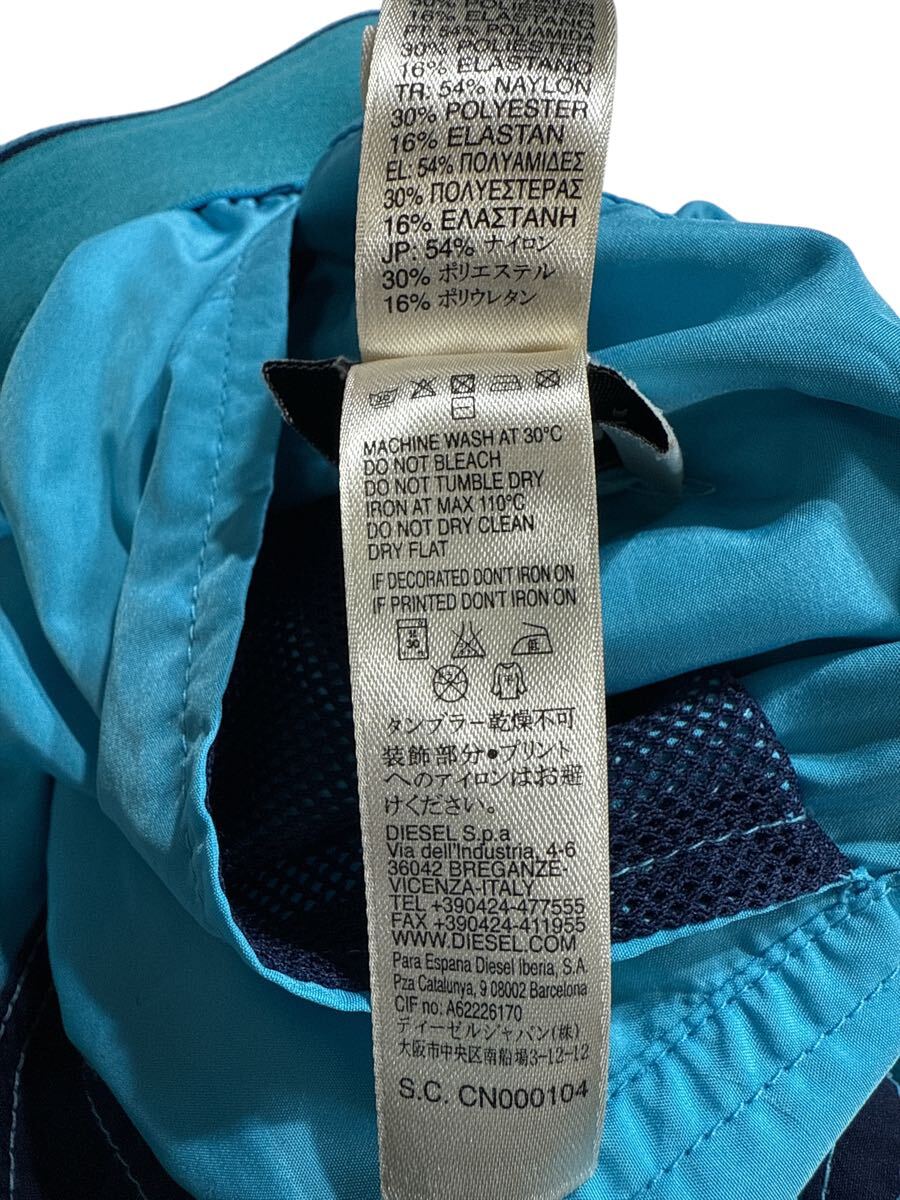 30% POLIESTER
16% ELASTANO
PT: 54% POLIAMIDA
30% POLIESTER
16% ELASTANO
TR: 54% NAYLON
30% POLYESTER
16% ELASTAN
EL: 54% ΠΟΛΥΑΜΙΔΕΣ
30% ΠΟΛΥΕΣΤΕΡΑΣ
16% ΕΛΑΣΤΑΝΗ
JP: 54% ナイロン
30% ポリエステル
16% ポリウレタン
30
MACHINE WASH AT 30°C
DO NOT BLEACH
DO NOT TUMBLE DRY
IRON AT MAX 110°C
DO NOT DRY CLEAN
DRY FLAT
IF DECORATED DON'T IRON ON
IF PRINTED DON'T IRON ON
30
低
タンブラー乾燥不可
装飾部分●プリント
へのアイロンはお避
けください。
DIESEL S.p.a
Via dell'Industria, 4-6
36042 BREGANZE-
VICENZA-ITALY
TEL +390424-477555
FAX +390424-411955
WWW.DIESEL.COM
Para Espana Diesel Iberia, S.A.
Pza Catalunya, 9 08002 Barcelona
CIF no: A62226170
ディーゼルジャパン(株)
大阪市中央区南船場3-12-12
S.C. CN000104